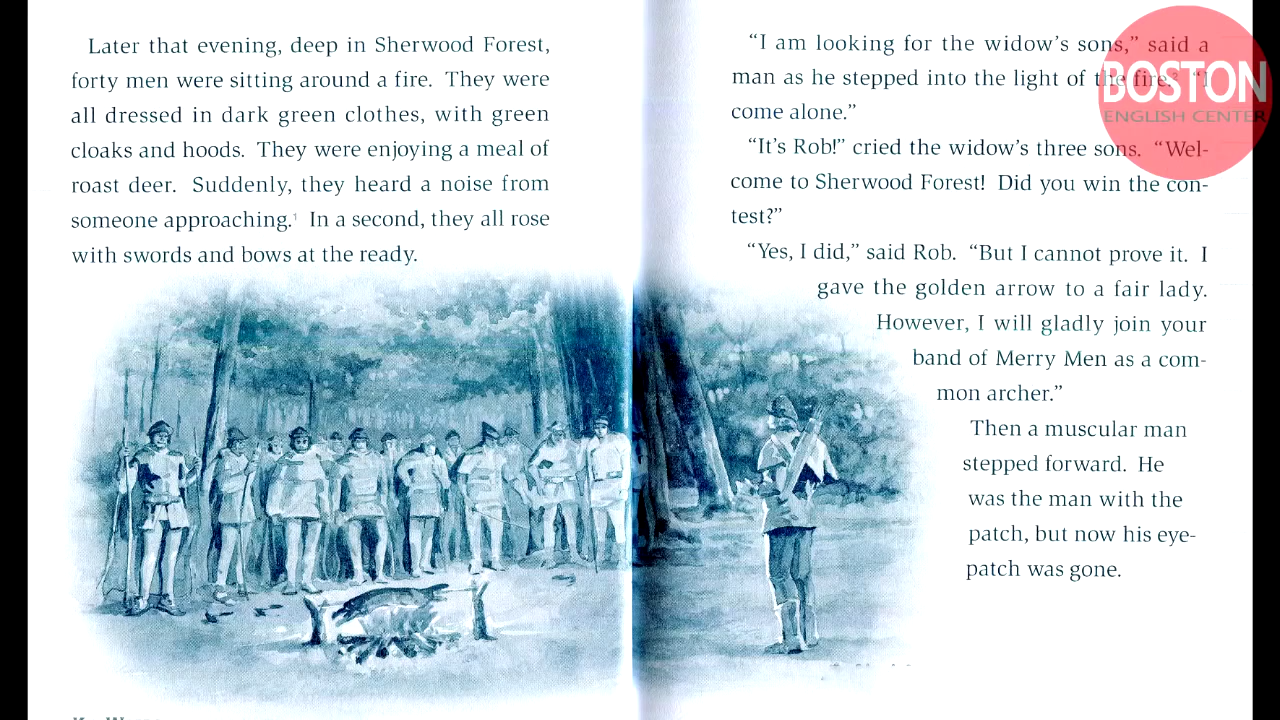 Later that evening, deep in Sherwood Forest,
forty men were sitting around a fire. They were
all dressed in dark green clothes, with green
cloaks and hoods. They were enjoying a meal of
roast deer. Suddenly, they heard a noise from
someone approaching.¹ In a second, they all rose
with swords and bows at the ready.
“I am looking for the widow’s sons,” said a
man as he stepped into the light of the fire.² “I
come alone.”
“It’s Rob!” cried the widow’s three sons. “Wel-
come to Sherwood Forest! Did you win the con-
test?”
“Yes, I did,” said Rob. “But I cannot prove it. I
gave the golden arrow to a fair lady.
However, I will gladly join your
band of Merry Men as a com-
mon archer.”
Then a muscular man
stepped forward. He
was the man with the
patch, but now his eye-
patch was gone.
BOSTON
ENGLISH CENTER